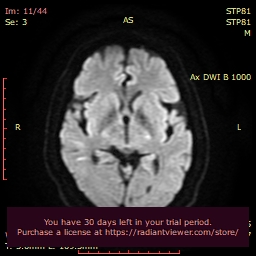 Im: 11/44
Se: 3
AS
STP81
STP81
M
Ax DWI B 1000
R
L
You have 30 days left in your trial period.
Purchase a license at https://radiantviewer.com/store/